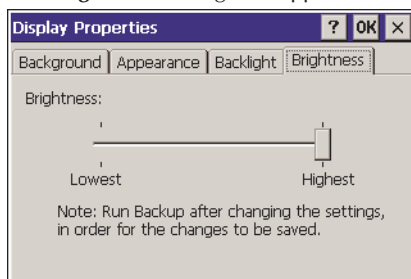 Display Properties ? OK ×
Background Appearance Backlight Brightness
Brightness:
Lowest Highest
Note: Run Backup after changing the settings,
in order for the changes to be saved.